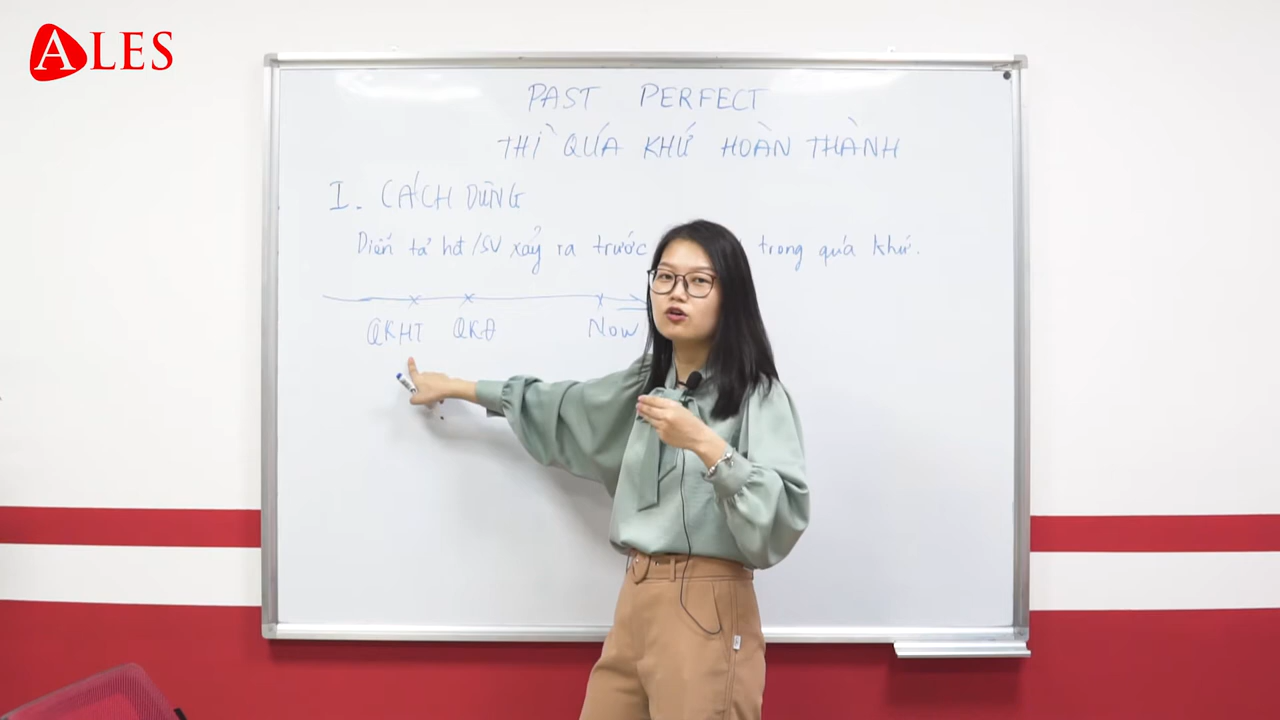 ALES
PAST PERFECT
THÌ QÚA KHỨ HOÀN THÀNH
I. CÁCH DÙNG
Diễn tả hđ/SV xảy ra trước trong qúa khứ.
QKHT QKĐ Now